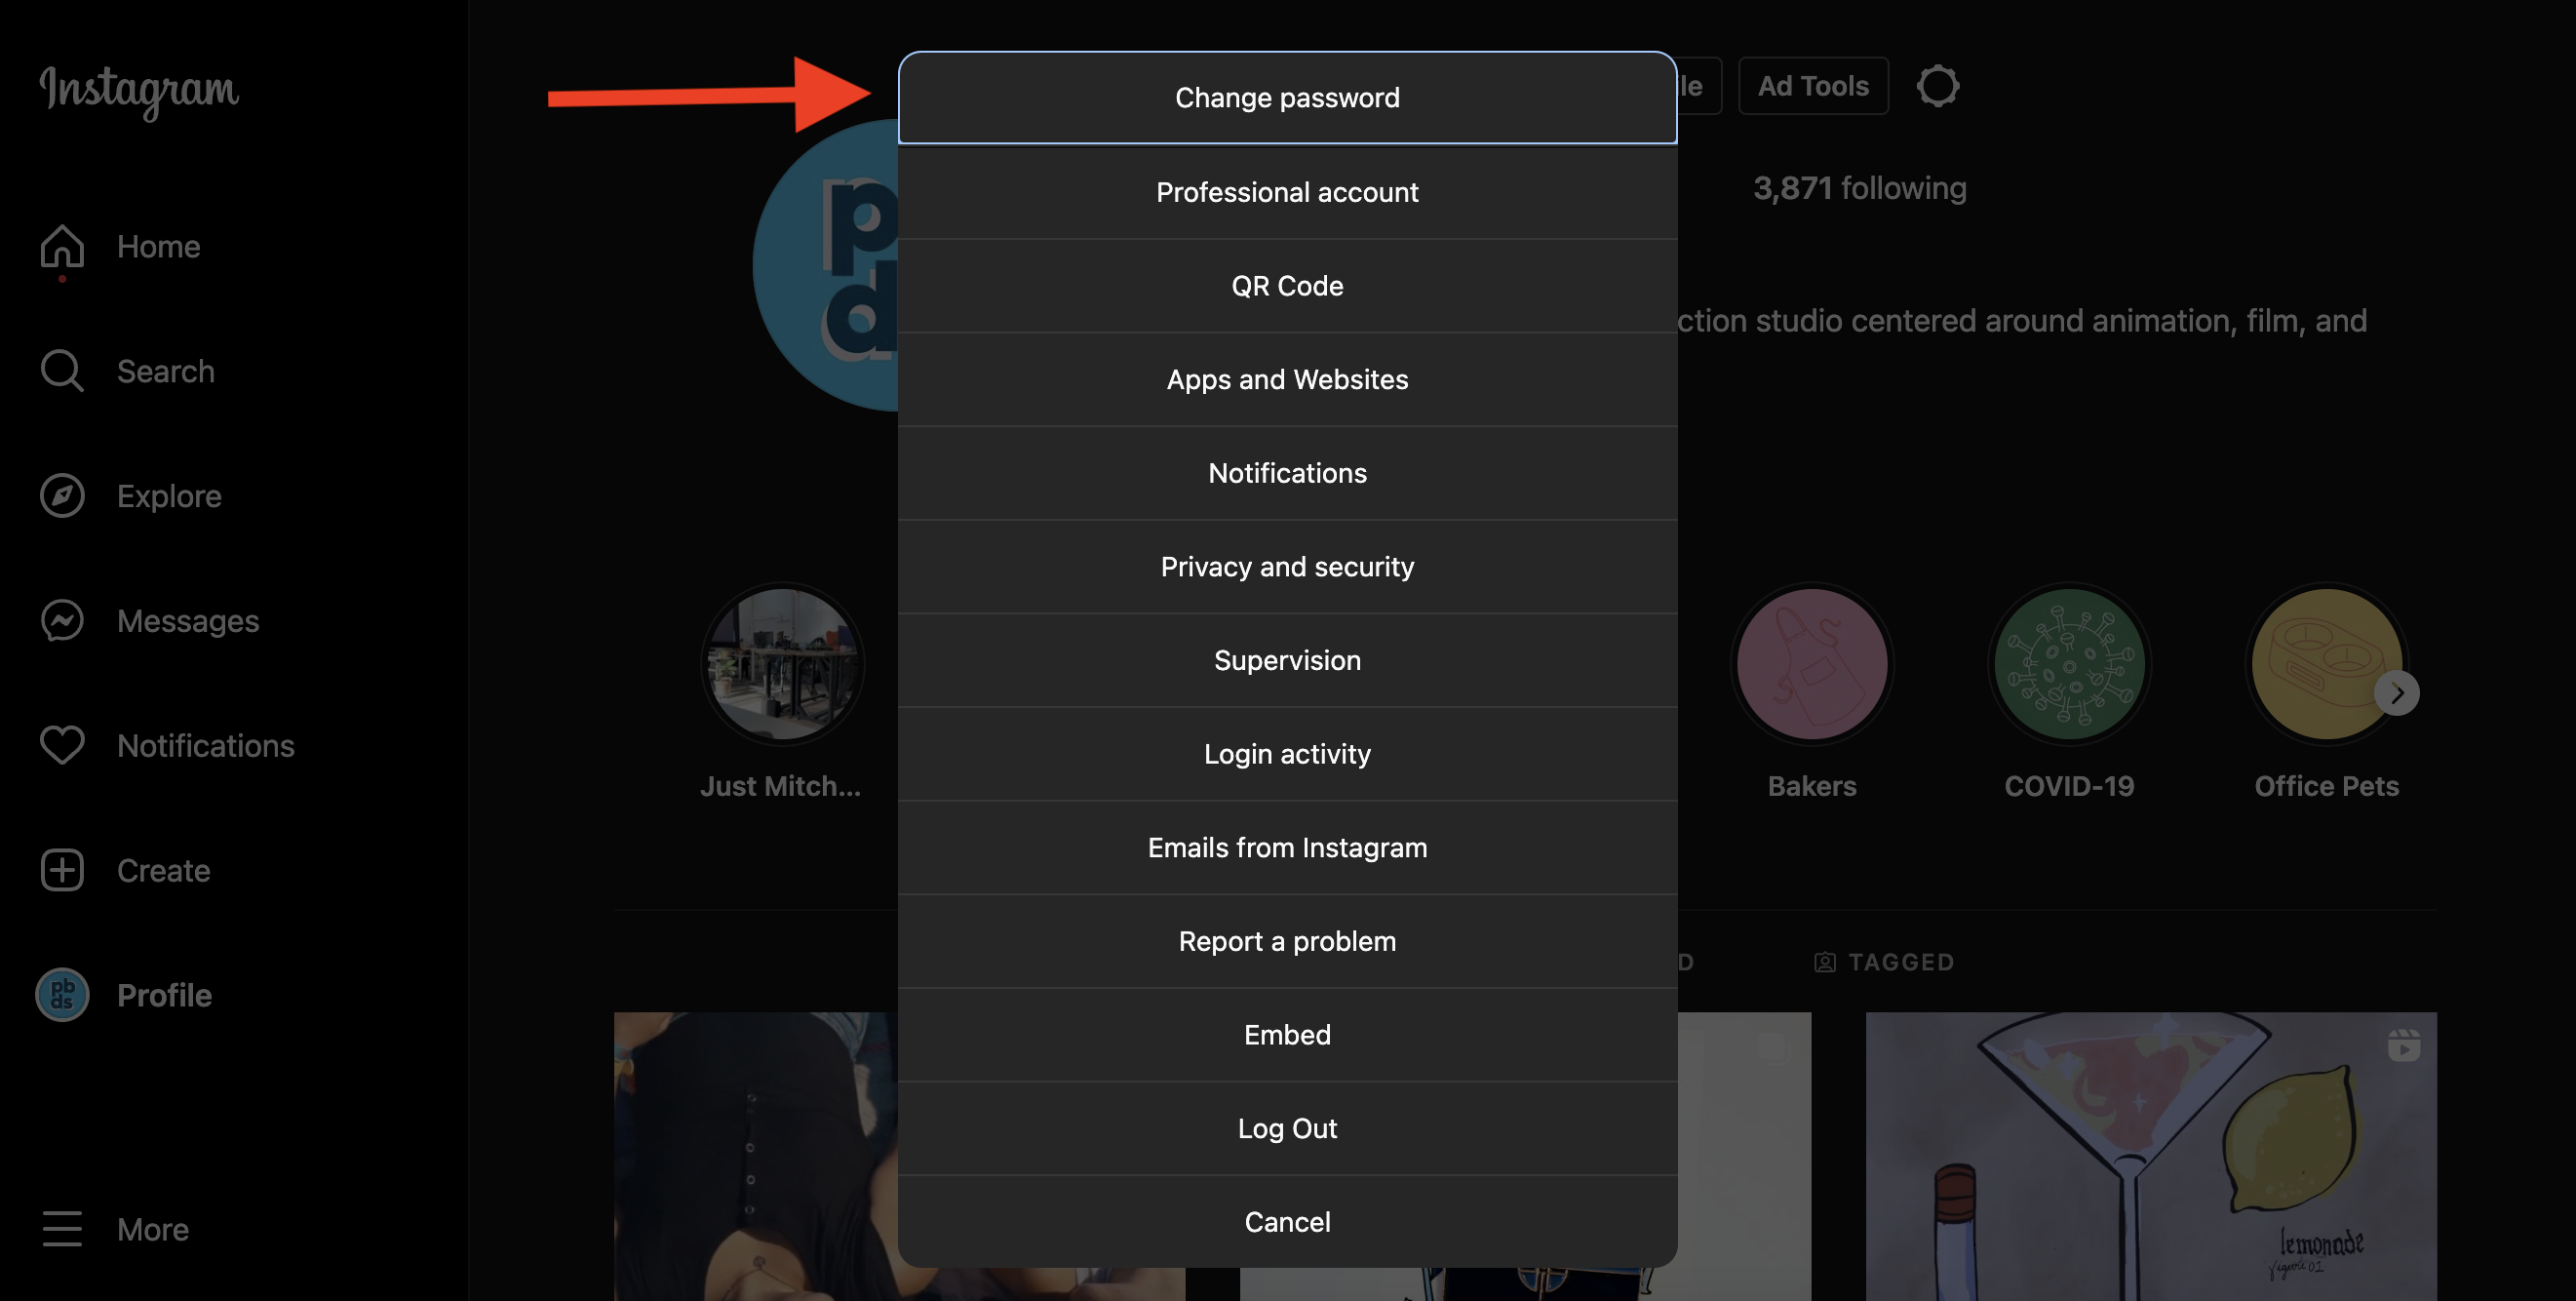 Instagram
Home
Search
Explore
Messages
Notifications
Create
Profile
More
Change password
Professional account
QR Code
Apps and Websites
Notifications
Privacy and security
Supervision
Login activity
Emails from Instagram
Report a problem
Embed
Log Out
Cancel
Ad Tools
3,871 following
studio centered around animation, film, and
Just Mitch...
Bakers
COVID-19
Office Pets
TAGGED
pb
ds
lemonade